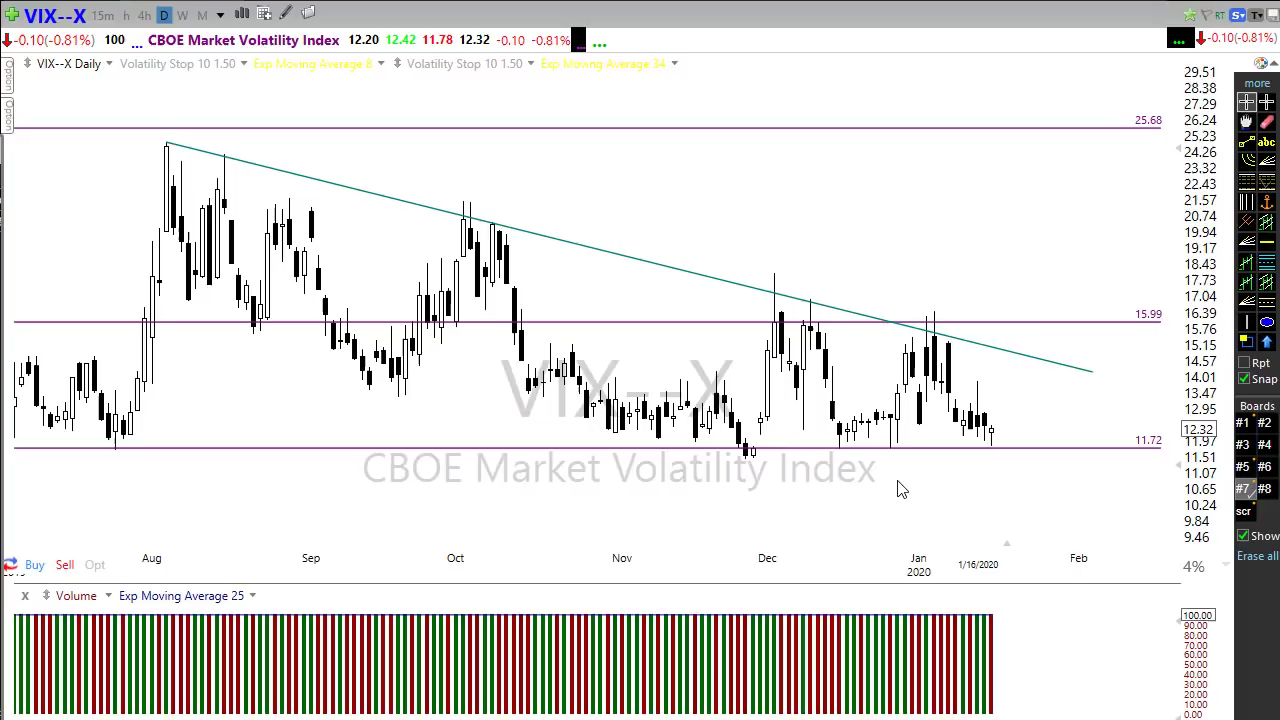 VIX--X 15m h 4h D W M RT S T
-0.10(-0.81%) 100 ... CBOE Market Volatility Index 12.20 12.42 11.78 12.32 -0.10 -0.81% ... ... -0.10(-0.81%)
VIX--X Daily Volatility Stop 10 1.50 Exp Moving Average 8 Volatility Stop 10 1.50 Exp Moving Average 34
Option
Option
29.51
28.38
27.29
26.24
25.23
24.26
23.32
22.43
21.57
20.74
19.94
19.17
18.43
17.73
17.04
16.39
15.76
15.15
14.57
14.01
13.47
12.95
12.32
11.97
11.51
11.07
10.65
10.24
9.84
9.46
25.68
15.99
11.72
VIX--X
CBOE Market Volatility Index
more
abc
Rpt
Snap
Boards
#1 #2
#3 #4
#5 #6
#7 #8
scr
Show
Erase all
Aug Sep Oct Nov Dec Jan Feb
2020 1/16/2020
Buy Sell Opt
4%
X Volume Exp Moving Average 25
100.00
90.00
80.00
70.00
60.00
50.00
40.00
30.00
20.00
10.00
0.00